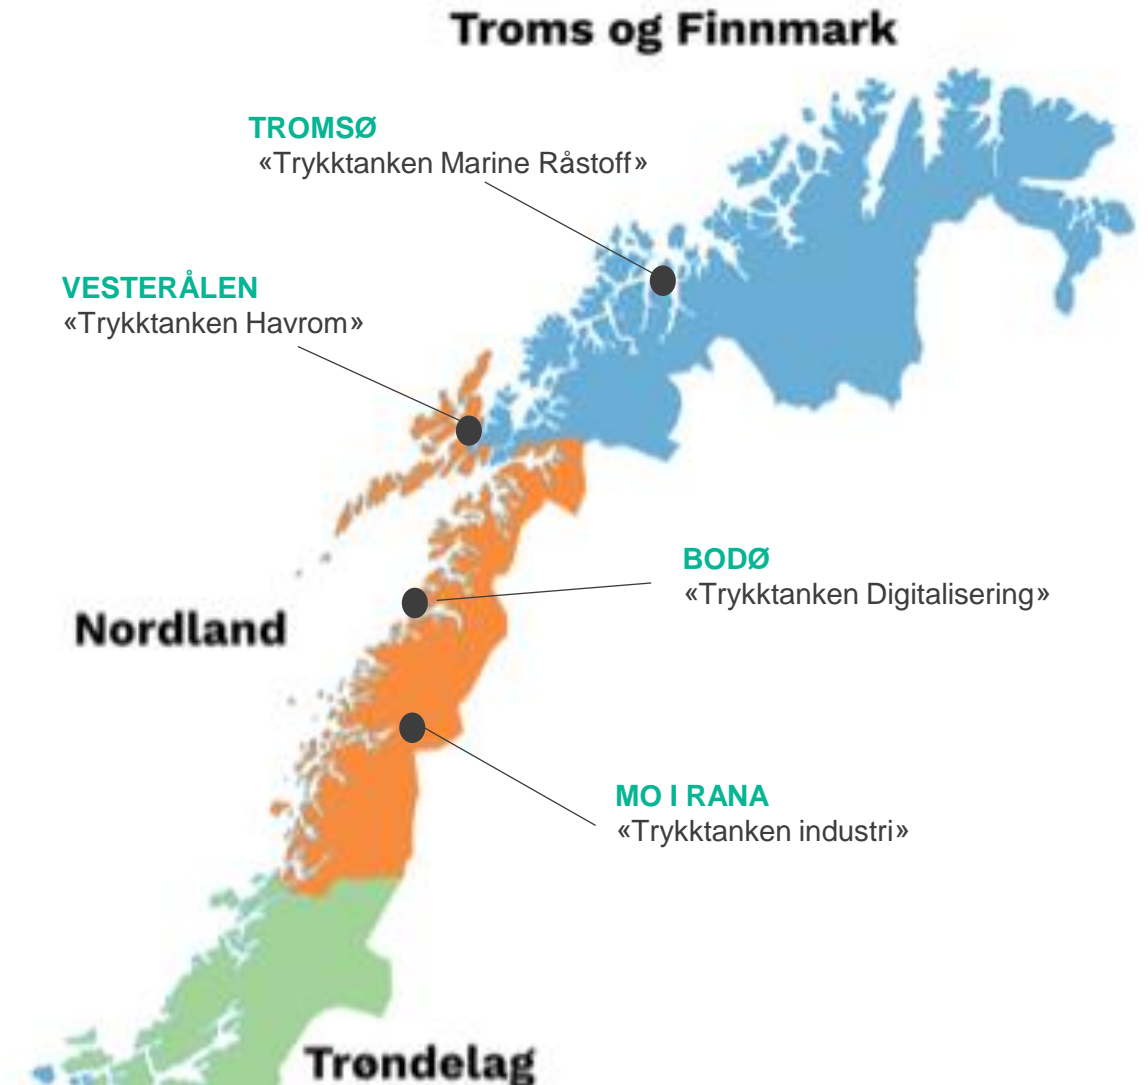 Troms og Finnmark
TROMSØ
«Trykktanken Marine Råstoff»
VESTERÅLEN
«Trykktanken Havrom»
BODØ
«Trykktanken Digitalisering»
Nordland
MO I RANA
«Trykktanken industri»
Trøndelag